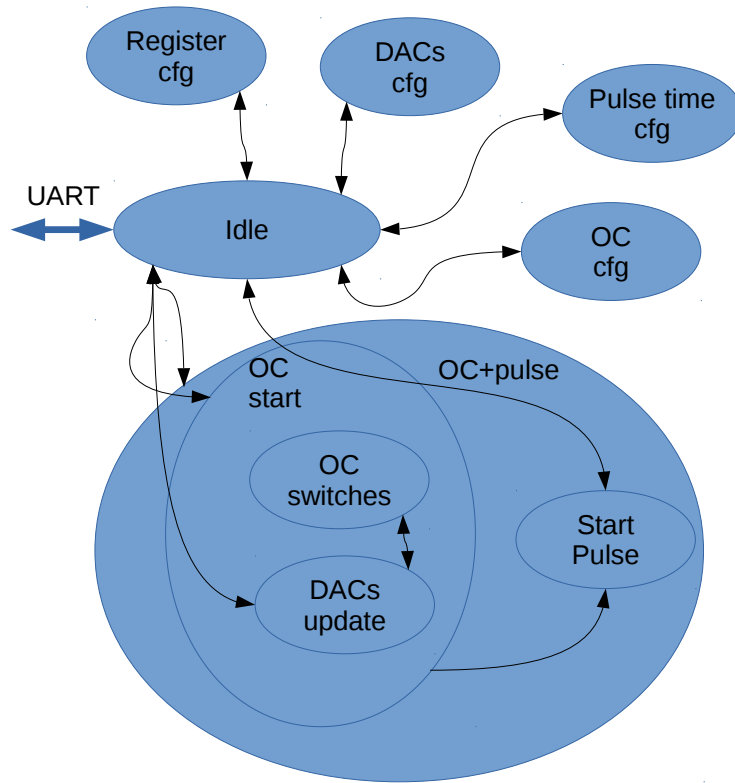 Register
cfg
DACs
cfg
Pulse time
cfg
UART
Idle
OC
cfg
OC
start
OC+pulse
OC
switches
Start
Pulse
DACs
update